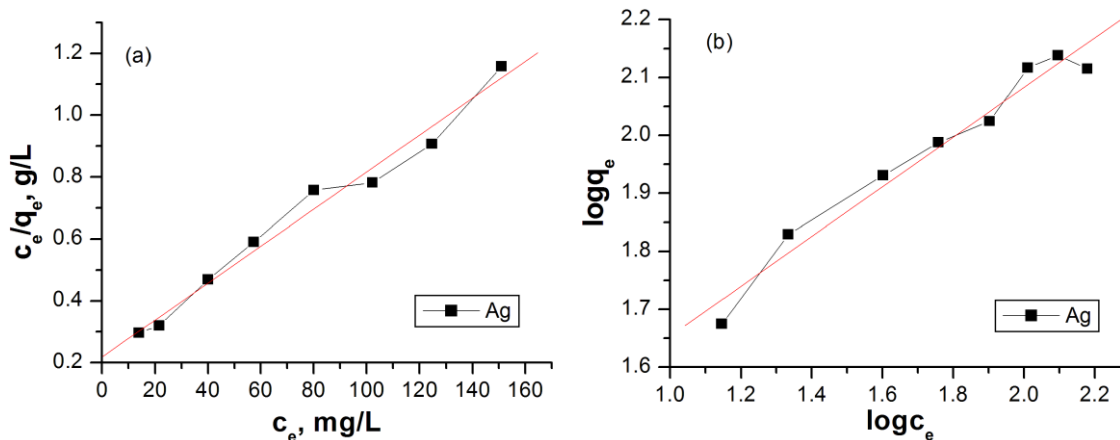 (a)
1.2
1.0
0.8
0.6
0.4
0.2
c_e/q_e, g/L
Ag
0 20 40 60 80 100 120 140 160
c_e, mg/L
(b)
2.2
2.1
2.0
1.9
1.8
1.7
1.6
logq_e
Ag
1.0 1.2 1.4 1.6 1.8 2.0 2.2
logc_e